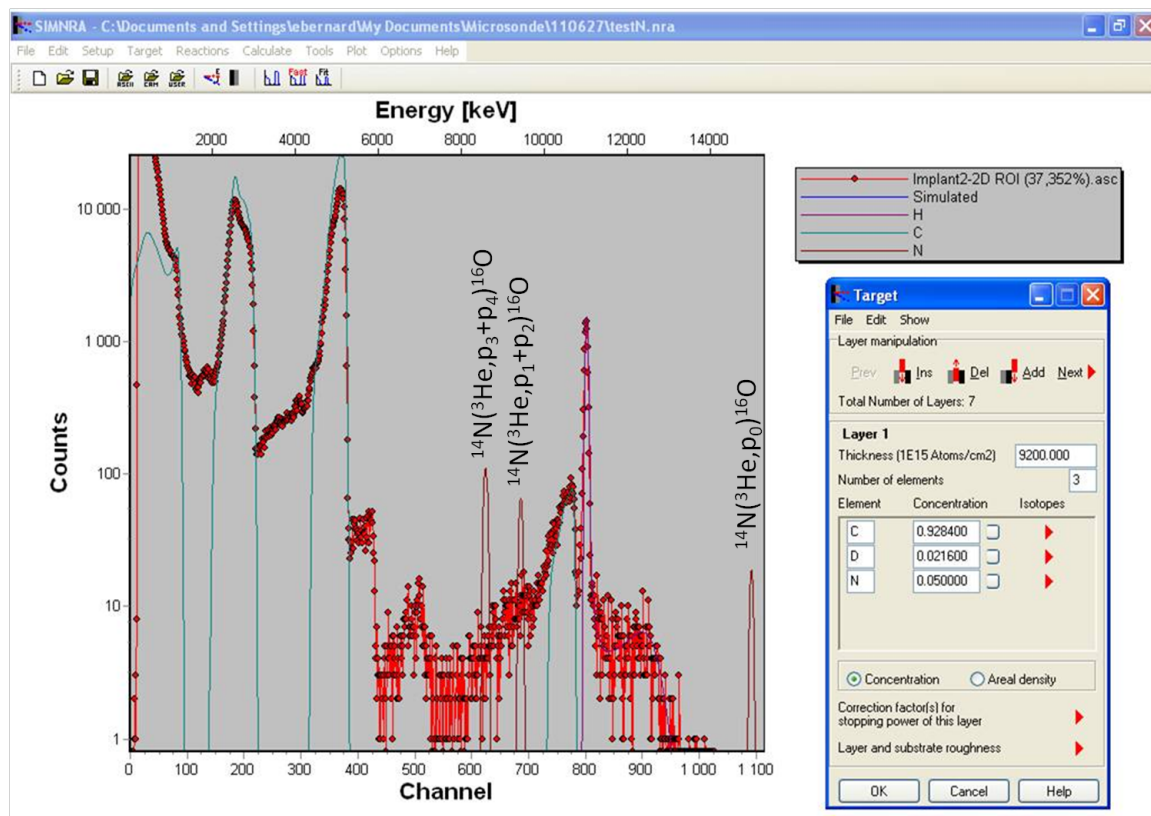 SIMNRA - C:\Documents and Settings\ebernard\My Documents\Microsonde\110627\testN.nra
File Edit Setup Target Reactions Calculate Tools Plot Options Help
ASCII CAM USER E Fast Fit
Energy [keV]
2000 4000 6000 8000 10000 12000 14000
Counts
10 000
1 000
100
10
1
0 100 200 300 400 500 600 700 800 900 1 000 1 100
Channel
¹⁴N(³He,p₃+p₄)¹⁶O
¹⁴N(³He,p₁+p₂)¹⁶O
¹⁴N(³He,p₀)¹⁶O
Implant2-2D ROI (37,352%).asc
Simulated
H
C
N
Target
File Edit Show
Layer manipulation
Prev Ins Del Add Next
Total Number of Layers: 7
Layer 1
Thickness (1E15 Atoms/cm2) 9200.000
Number of elements 3
Element Concentration Isotopes
C 0.928400
D 0.021600
N 0.050000
Concentration Areal density
Correction factor(s) for
stopping power of this layer
Layer and substrate roughness
OK Cancel Help